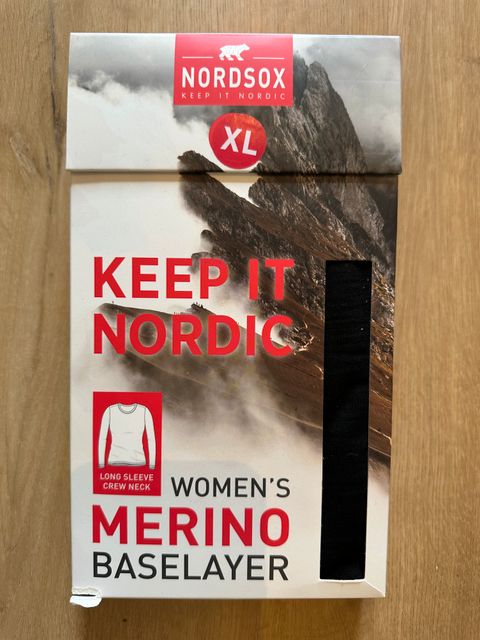 NORDSOX
KEEP IT NORDIC
XL
KEEP IT
NORDIC
LONG SLEEVE
CREW NECK
WOMEN'S
MERINO
BASELAYER